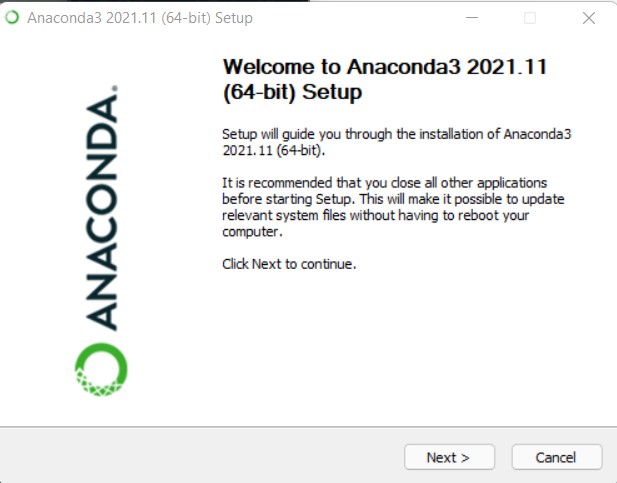 Anaconda3 2021.11 (64-bit) Setup
Welcome to Anaconda3 2021.11
(64-bit) Setup
Setup will guide you through the installation of Anaconda3
2021.11 (64-bit).
It is recommended that you close all other applications
before starting Setup. This will make it possible to update
relevant system files without having to reboot your
computer.
Click Next to continue.
ANACONDA.
Next >
Cancel